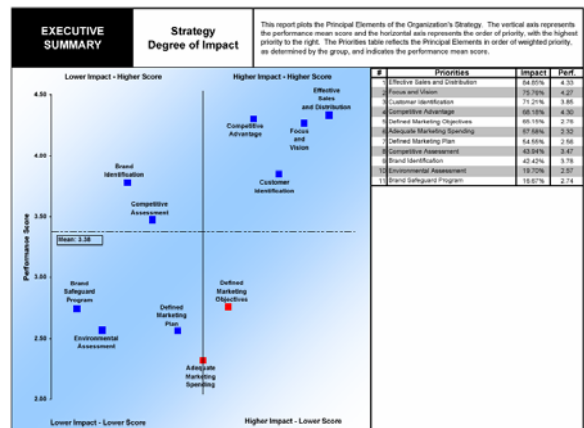 EXECUTIVE
SUMMARY
Strategy
Degree of Impact
This report plots the Principal Elements of the Organization's Strategy. The vertical axis represents
the performance mean score and the horizontal axis represents the order of priority, with the highest
priority to the right. The Priorities table reflects the Principal Elements in order of weighted priority,
as determined by the group, and indicates the performance mean score.
Lower Impact - Higher Score
Higher Impact - Higher Score
Performance Score
4.50
4.00
3.50
3.00
2.50
2.00
Effective
Sales
and Distribution
Competitive
Advantage
Focus
and
Vision
Brand
Identification
Customer
Identification
Competitive
Assessment
Mean: 3.38
Brand
Safeguard
Program
Defined
Marketing
Objectives
Defined
Marketing
Plan
Environmental
Assessment
Adequate
Marketing
Spending
Lower Impact - Lower Score
Higher Impact - Lower Score
# Priorities Impact Perf.
1 Effective Sales and Distribution 84.85% 4.33
2 Focus and Vision 75.76% 4.27
3 Customer Identification 71.21% 3.85
4 Competitive Advantage 68.18% 4.30
5 Defined Marketing Objectives 65.15% 2.76
6 Adequate Marketing Spending 57.58% 2.32
7 Defined Marketing Plan 54.55% 2.56
8 Competitive Assessment 43.94% 3.47
9 Brand Identification 42.42% 3.78
10 Environmental Assessment 19.70% 2.57
11 Brand Safeguard Program 16.67% 2.74